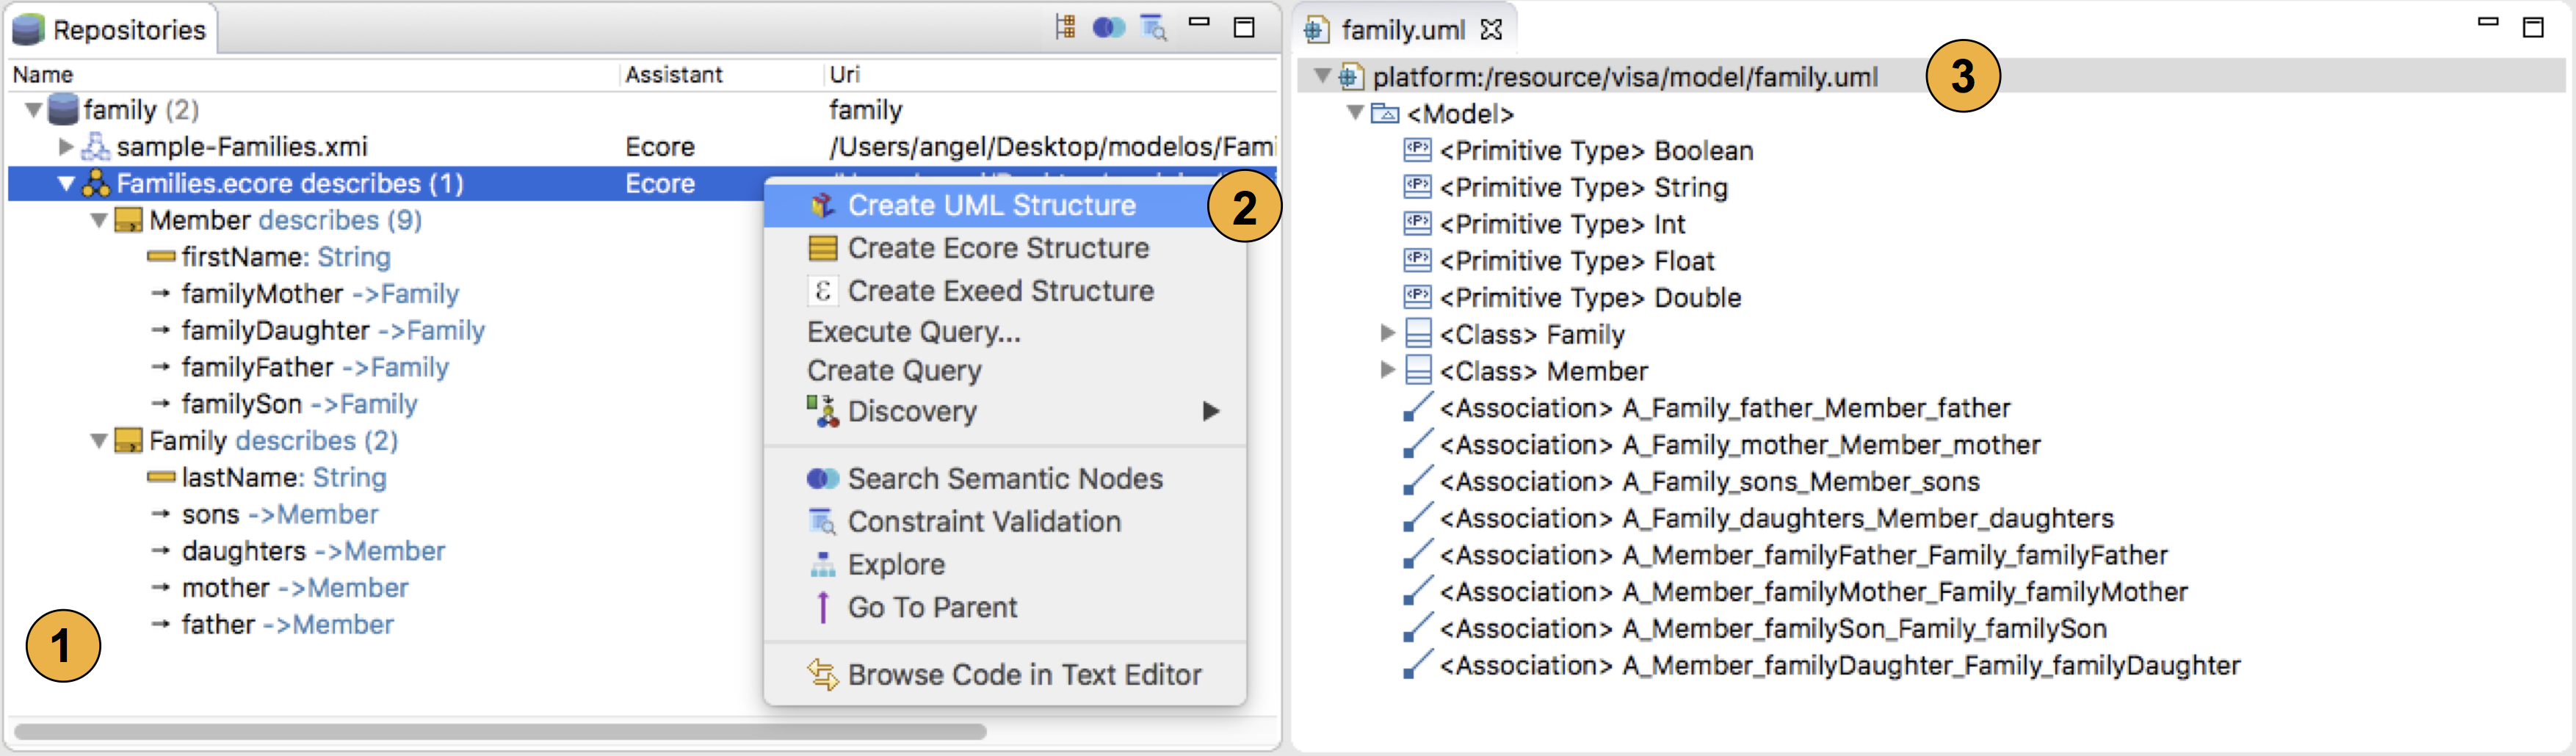 Repositories
Name Assistant Uri
family (2) family
sample-Families.xmi Ecore /Users/angel/Desktop/modelos/Fami
Families.ecore describes (1) Ecore
Member describes (9)
firstName: String
familyMother ->Family
familyDaughter ->Family
familyFather ->Family
familySon ->Family
Family describes (2)
lastName: String
sons ->Member
daughters ->Member
mother ->Member
father ->Member
1
Create UML Structure
2
Create Ecore Structure
Create Exeed Structure
Execute Query...
Create Query
Discovery
Search Semantic Nodes
Constraint Validation
Explore
Go To Parent
Browse Code in Text Editor
family.uml
platform:/resource/visa/model/family.uml
3
<Model>
<Primitive Type> Boolean
<Primitive Type> String
<Primitive Type> Int
<Primitive Type> Float
<Primitive Type> Double
<Class> Family
<Class> Member
<Association> A_Family_father_Member_father
<Association> A_Family_mother_Member_mother
<Association> A_Family_sons_Member_sons
<Association> A_Family_daughters_Member_daughters
<Association> A_Member_familyFather_Family_familyFather
<Association> A_Member_familyMother_Family_familyMother
<Association> A_Member_familySon_Family_familySon
<Association> A_Member_familyDaughter_Family_familyDaughter